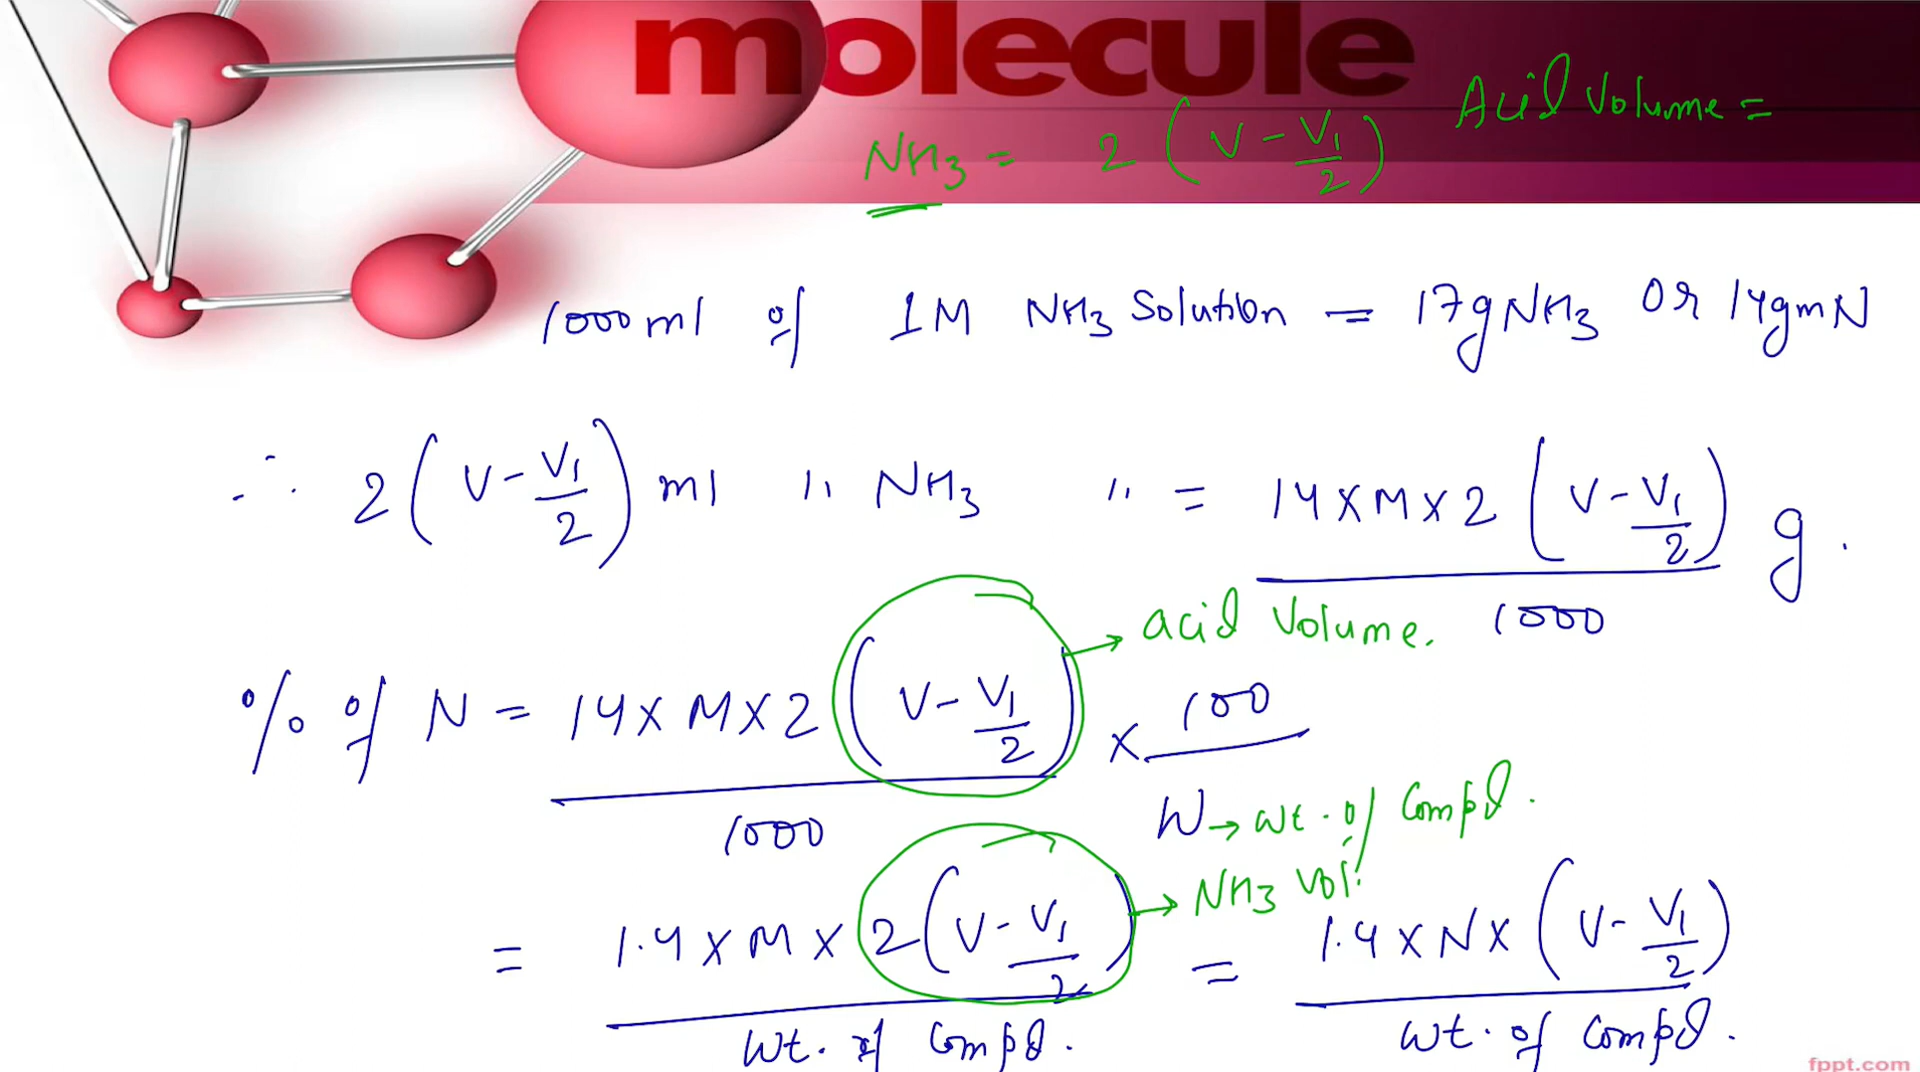 molecule
Acid Volume =
NH3 = 2 (V - V1/2)
1000 ml of 1M NH3 Solution = 17g NH3 Or 14gm N
∴ 2 (V - V1/2) ml '' NH3 '' = 14 X M X 2 (V - V1/2) / 1000 g.
→ acid Volume.
% of N = 14 X M X 2 (V - V1/2) / 1000 X 100 / W
→ wt. of Compd.
→ NH3 Vol.
= 1.4 X M X 2 (V - V1/2) / Wt. of Compd. = 1.4 X N X (V - V1/2) / Wt. of Compd.
fppt.com